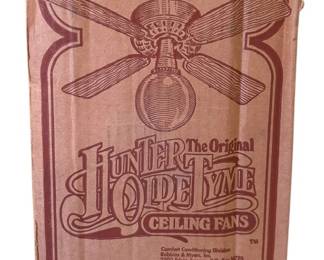 The Original
HUNTER
OLDE TYME
CEILING FANS
TM
Comfort Conditioning Division
Robbins & Myers, Inc.